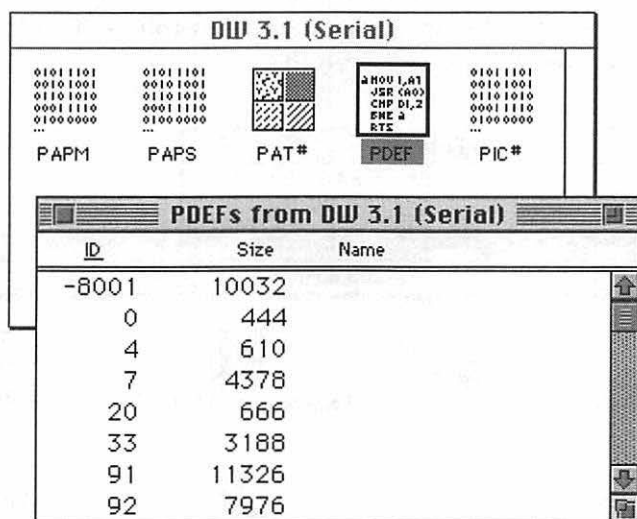 DW 3.1 (Serial)
01011101 01011101 a MOV I,A1 01011101
00101001 00101001 JSR (A0) 00101001
01101010 01101010 CMP DI,2 01101010
00011110 00011110 BNE a 00011110
01000000 01000000 RTS 01000000
... ... ...
PAPM PAPS PAT# PDEF PIC#
PDEFs from DW 3.1 (Serial)
ID Size Name
-8001 10032
0 444
4 610
7 4378
20 666
33 3188
91 11326
92 7976